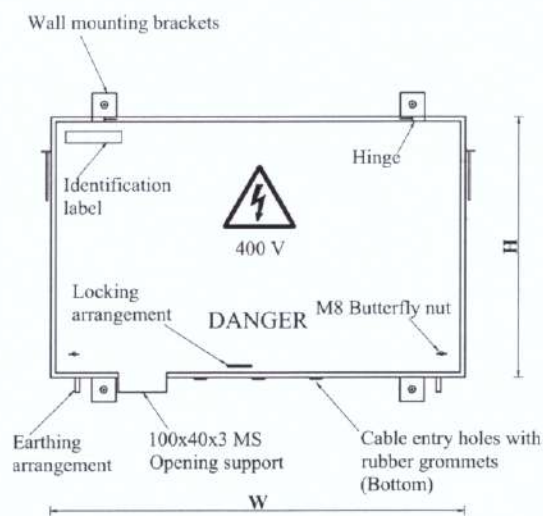 Wall mounting brackets
Hinge
Identification
label
400 V
H
Locking
arrangement
DANGER
M8 Butterfly nut
Earthing
arrangement
100x40x3 MS
Opening support
Cable entry holes with
rubber grommets
(Bottom)
W